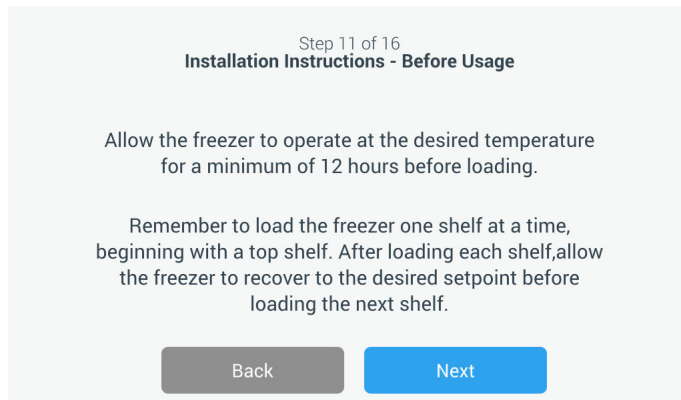 Step 11 of 16
Installation Instructions - Before Usage
Allow the freezer to operate at the desired temperature
for a minimum of 12 hours before loading.
Remember to load the freezer one shelf at a time,
beginning with a top shelf. After loading each shelf,allow
the freezer to recover to the desired setpoint before
loading the next shelf.
Back
Next